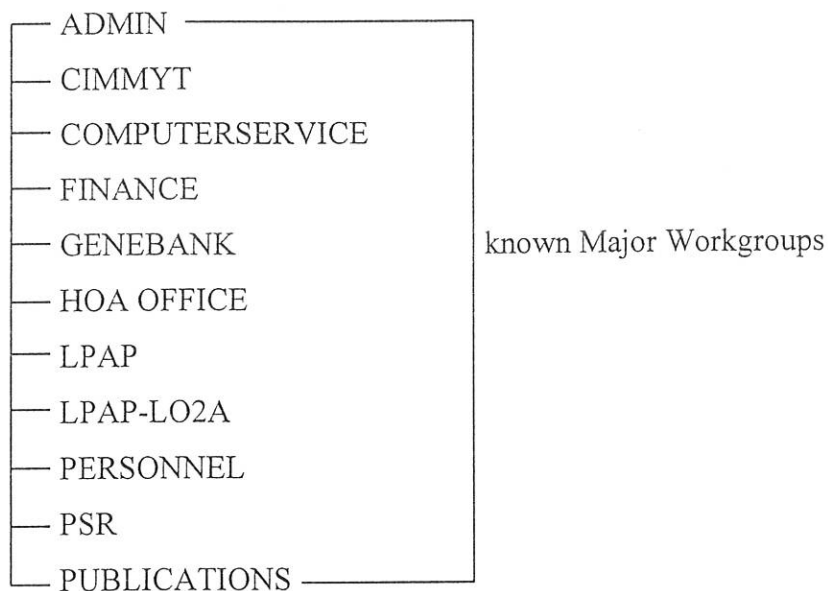 ADMIN
CIMMYT
COMPUTERSERVICE
FINANCE
GENEBANK
known Major Workgroups
HOA OFFICE
LPAP
LPAP-LO2A
PERSONNEL
PSR
PUBLICATIONS